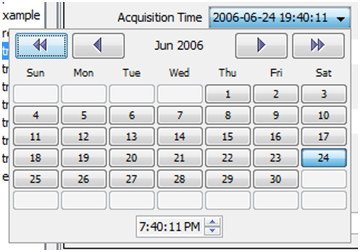 xample
Acquisition Time 2006-06-24 19:40:11
Jun 2006
Sun Mon Tue Wed Thu Fri Sat
1 2 3
4 5 6 7 8 9 10
11 12 13 14 15 16 17
18 19 20 21 22 23 24
25 26 27 28 29 30
7:40:11 PM